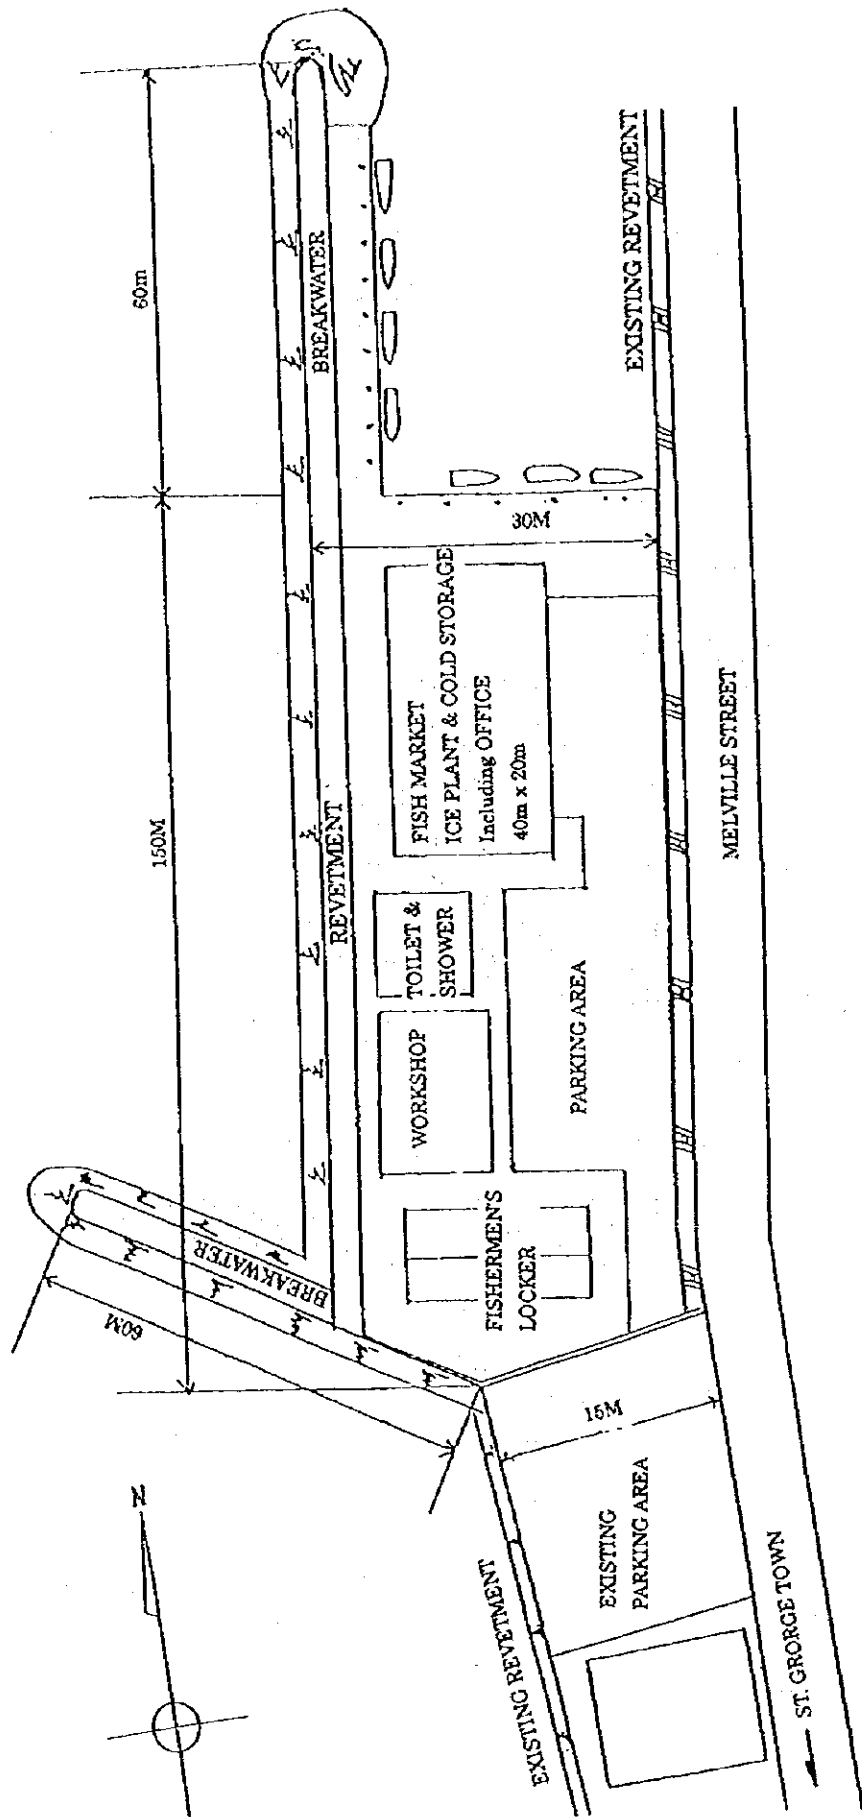 N
60M
150M
60m
BREAKWATER
REVETMENT
BREAKWATER
FISHERMEN'S
LOCKER
WORKSHOP
TOILET &
SHOWER
FISH MARKET
ICE PLANT & COLD STORAGE
Including OFFICE
40m x 20m
30M
PARKING AREA
EXISTING REVETMENT
EXISTING REVETMENT
15M
EXISTING
PARKING AREA
MELVILLE STREET
ST. GRORGE TOWN